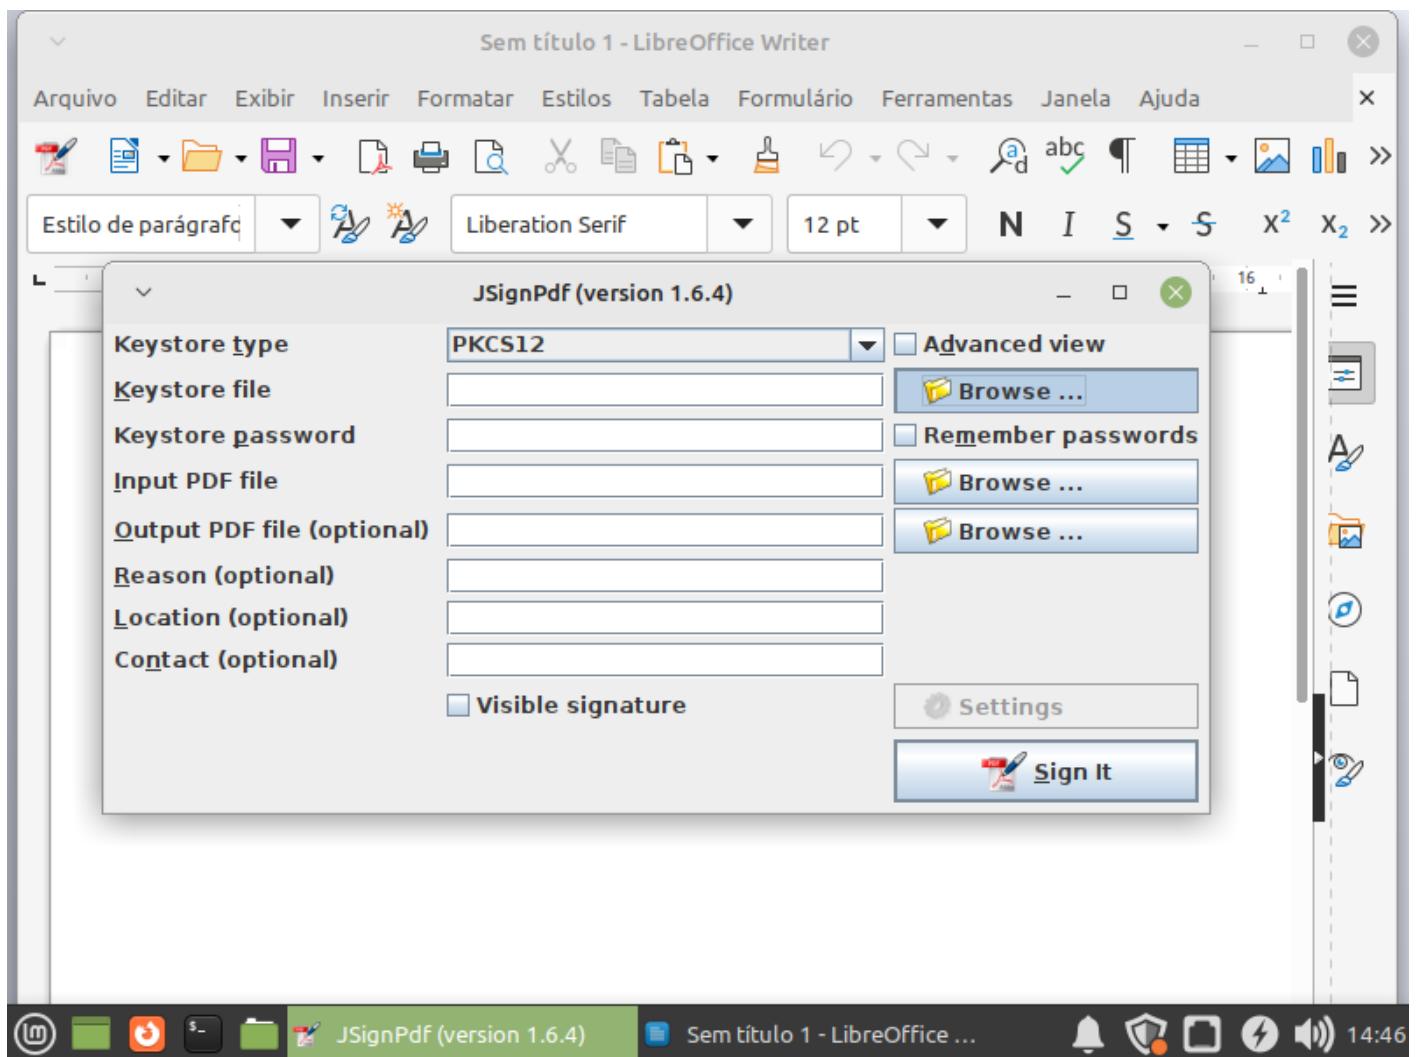 Sem título 1 - LibreOffice Writer
Arquivo Editar Exibir Inserir Formatar Estilos Tabela Formulário Ferramentas Janela Ajuda
Estilo de parágrafo Liberation Serif 12 pt N I S S X² X₂
16
JSignPdf (version 1.6.4)
Keystore type PKCS12 Advanced view
Keystore file Browse ...
Keystore password Remember passwords
Input PDF file Browse ...
Output PDF file (optional) Browse ...
Reason (optional)
Location (optional)
Contact (optional)
Visible signature Settings
Sign It
JSignPdf (version 1.6.4) Sem título 1 - LibreOffice ... 14:46